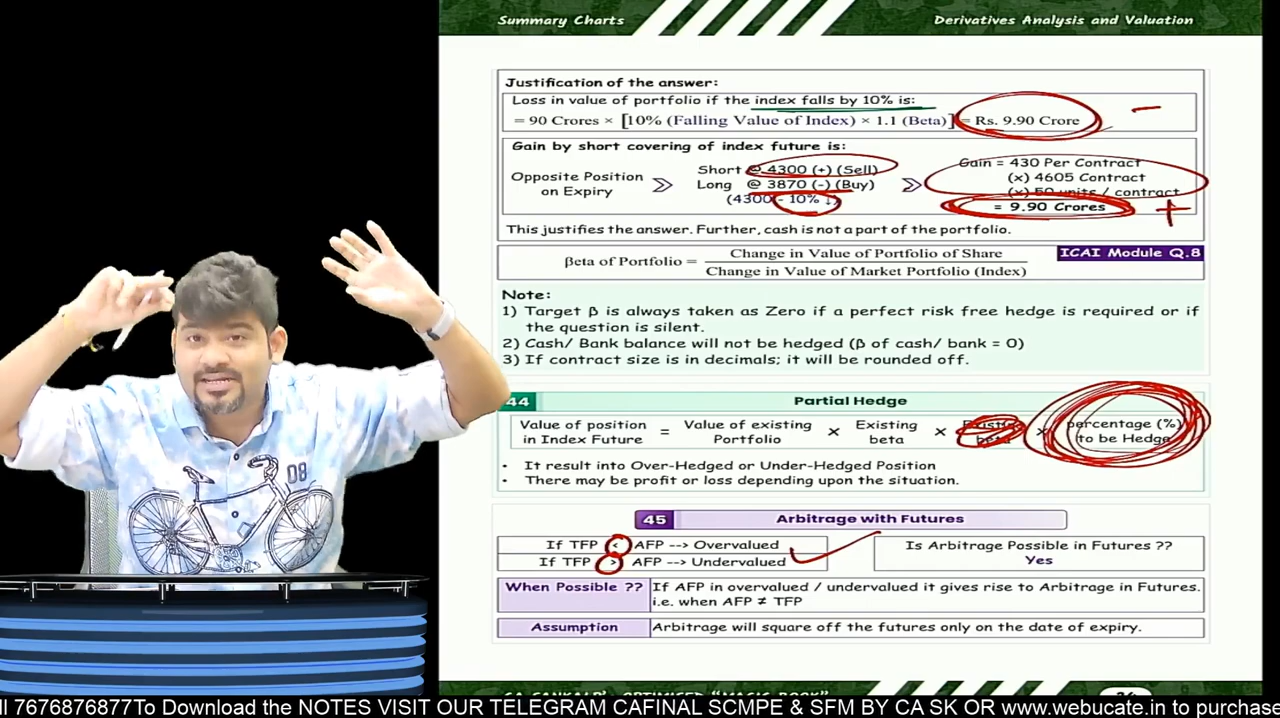 Summary Charts
Derivatives Analysis and Valuation
Justification of the answer:
Loss in value of portfolio if the index falls by 10% is:
= 90 Crores × [10% (Falling Value of Index) × 1.1 (Beta)] = Rs. 9.90 Crore
Gain by short covering of index future is:
Opposite Position
on Expiry
Short @ 4300 (+) (Sell)
Long @ 3870 (-) (Buy)
(4300 - 10% ↓)
Gain = 430 Per Contract
(x) 4605 Contract
(x) 50 units / contract
= 9.90 Crores
This justifies the answer. Further, cash is not a part of the portfolio.
βeta of Portfolio = Change in Value of Portfolio of Share
Change in Value of Market Portfolio (Index)
ICAI Module Q.8
Note:
1) Target β is always taken as Zero if a perfect risk free hedge is required or if
the question is silent.
2) Cash/ Bank balance will not be hedged (β of cash/ bank = 0)
3) If contract size is in decimals; it will be rounded off.
44 Partial Hedge
Value of position
in Index Future = Value of existing
Portfolio × Existing
beta × × percentage (%)
to be Hedge
• It result into Over-Hedged or Under-Hedged Position
• There may be profit or loss depending upon the situation.
45 Arbitrage with Futures
If TFP < AFP --> Overvalued
If TFP > AFP --> Undervalued
Is Arbitrage Possible in Futures ??
Yes
When Possible ?? If AFP in overvalued / undervalued it gives rise to Arbitrage in Futures.
i.e. when AFP ≠ TFP
Assumption Arbitrage will square off the futures only on the date of expiry.
08
ll 7676876877To Download the NOTES VISIT OUR TELEGRAM CAFINAL SCMPE & SFM BY CA SK OR www.webucate.in to purchase